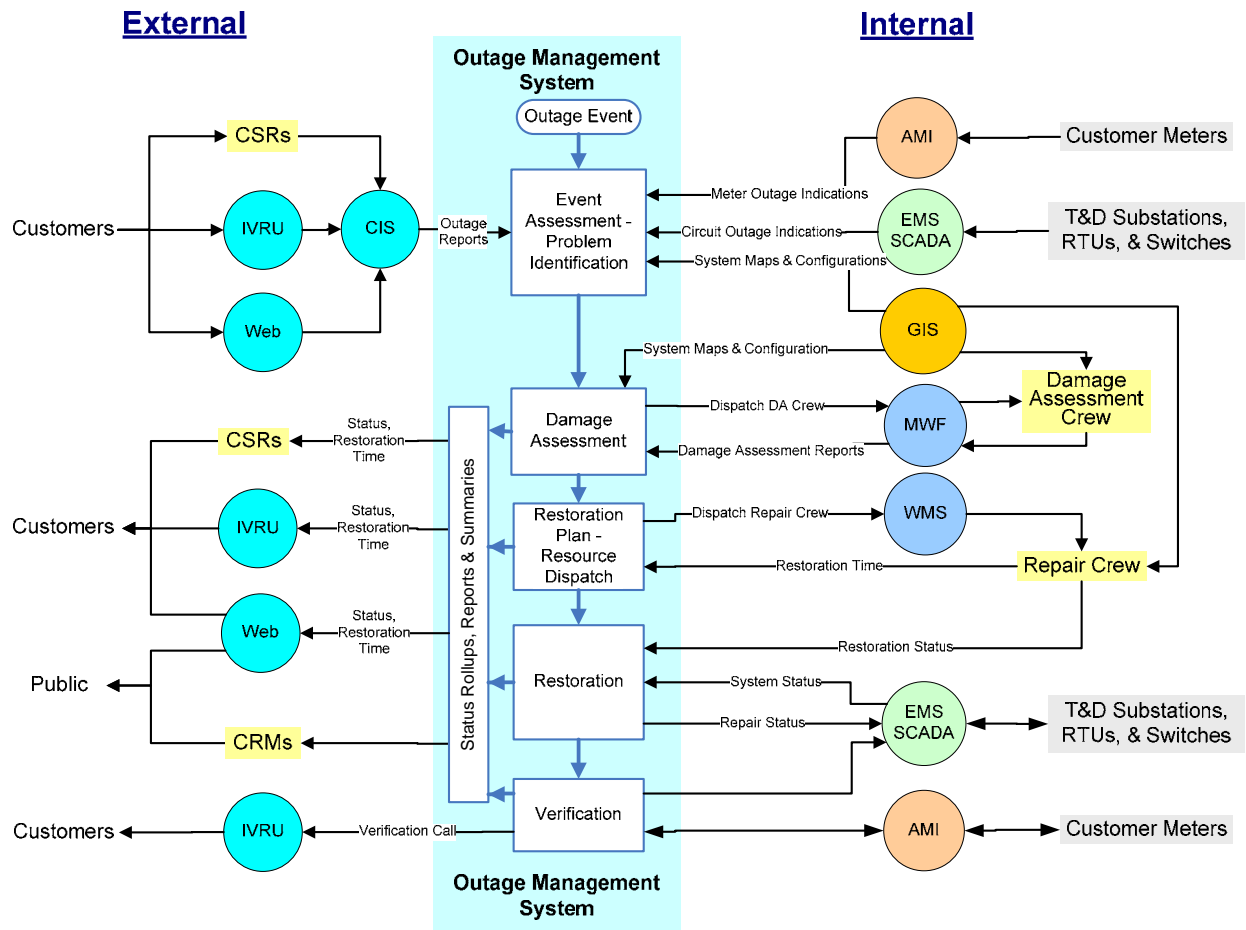 External
Internal
Outage Management
System
Outage Event
CSRs
AMI
Customer Meters
Meter Outage Indications
Event
Assessment -
Problem
Identification
Customers
IVRU
CIS
Outage
Reports
Circuit Outage Indications
EMS
SCADA
T&D Substations,
RTUs, & Switches
System Maps & Configurations
Web
GIS
System Maps & Configuration
Damage
Assessment
Crew
Dispatch DA Crew
MWF
Damage
Assessment
Damage Assessment Reports
CSRs
Status,
Restoration
Time
Status Rollups, Reports & Summaries
Customers
IVRU
Status,
Restoration
Time
Restoration
Plan -
Resource
Dispatch
Dispatch Repair Crew
WMS
Restoration Time
Repair Crew
Web
Status,
Restoration
Time
Restoration Status
Public
Restoration
System Status
Repair Status
EMS
SCADA
T&D Substations,
RTUs, & Switches
CRMs
Customers
IVRU
Verification Call
Verification
AMI
Customer Meters
Outage Management
System